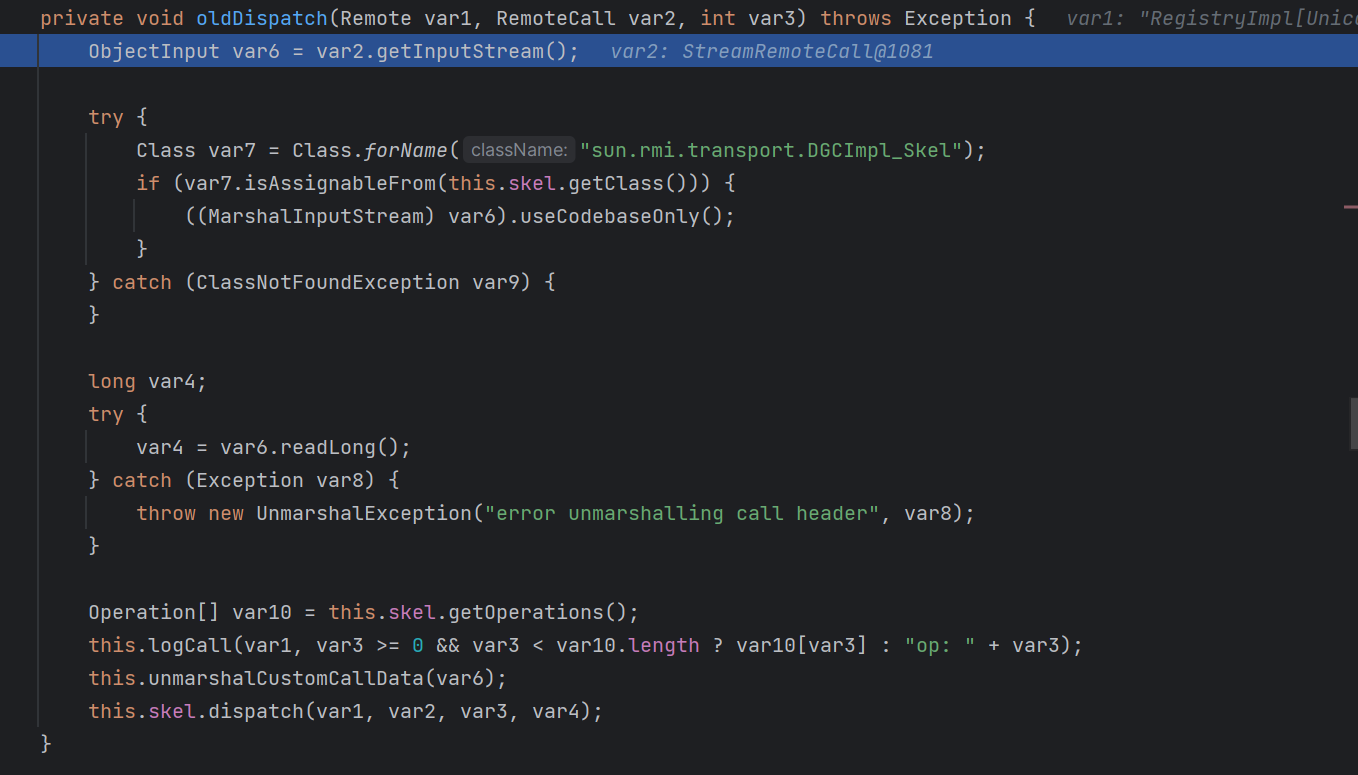 private void oldDispatch(Remote var1, RemoteCall var2, int var3) throws Exception {   var1: "RegistryImpl[Unic
    ObjectInput var6 = var2.getInputStream();   var2: StreamRemoteCall@1081
    try {
        Class var7 = Class.forName( className: "sun.rmi.transport.DGCImpl_Skel");
        if (var7.isAssignableFrom(this.skel.getClass())) {
            ((MarshalInputStream) var6).useCodebaseOnly();
        }
    } catch (ClassNotFoundException var9) {
    }
    long var4;
    try {
        var4 = var6.readLong();
    } catch (Exception var8) {
        throw new UnmarshalException("error unmarshalling call header", var8);
    }
    Operation[] var10 = this.skel.getOperations();
    this.logCall(var1, var3 >= 0 && var3 < var10.length ? var10[var3] : "op: " + var3);
    this.unmarshalCustomCallData(var6);
    this.skel.dispatch(var1, var2, var3, var4);
}